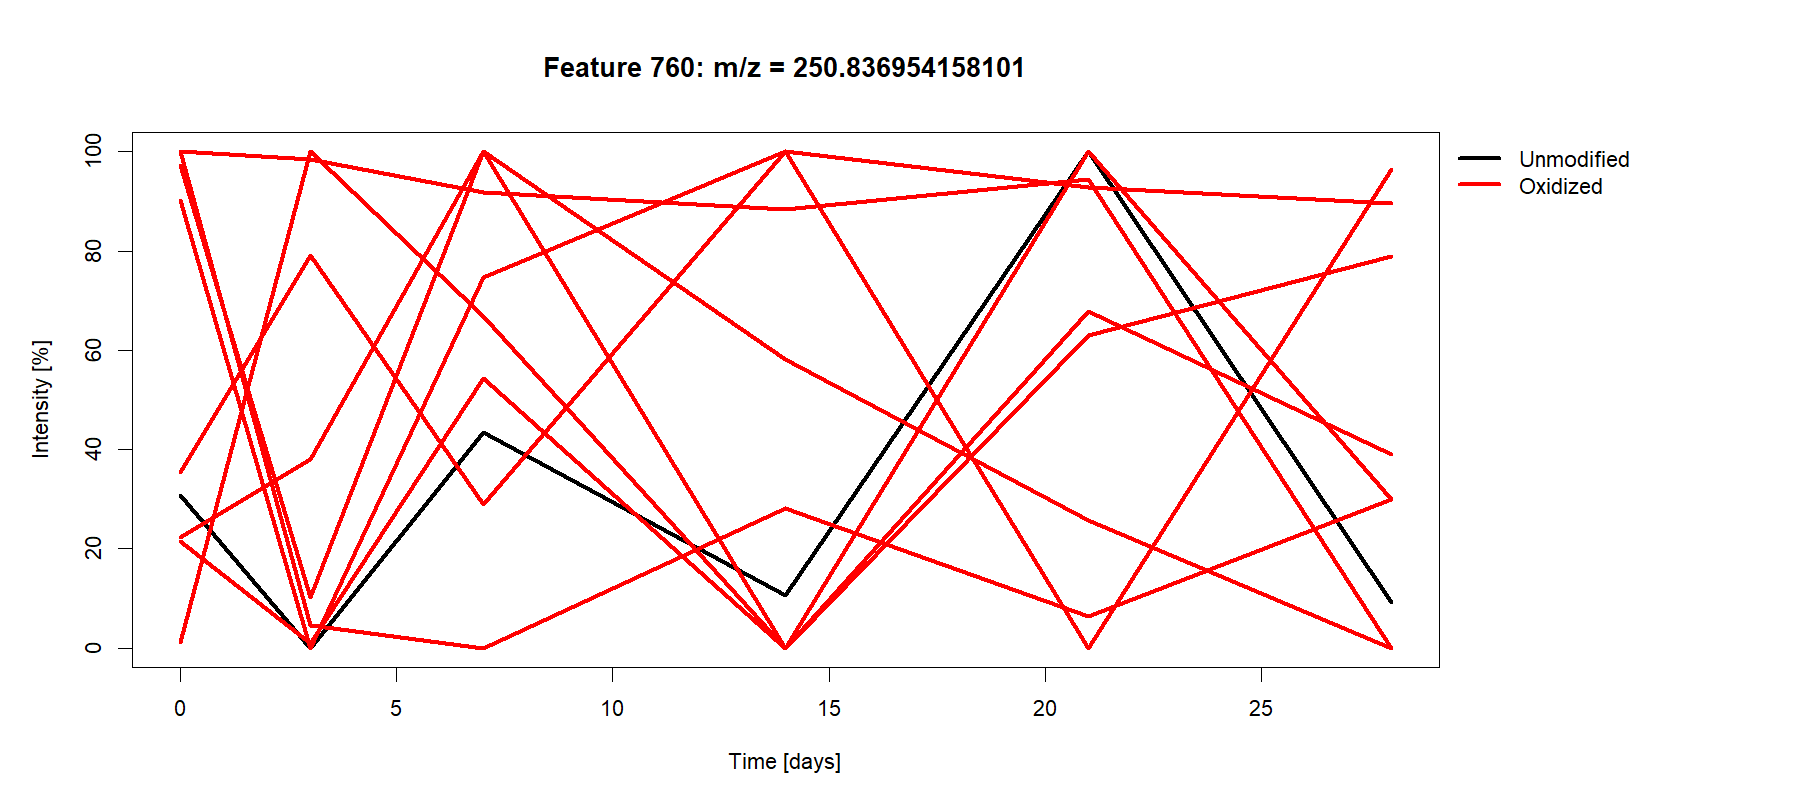 Feature 760: m/z = 250.836954158101
Unmodified
Oxidized
100
80
60
40
20
0
Intensity [%]
0 5 10 15 20 25
Time [days]